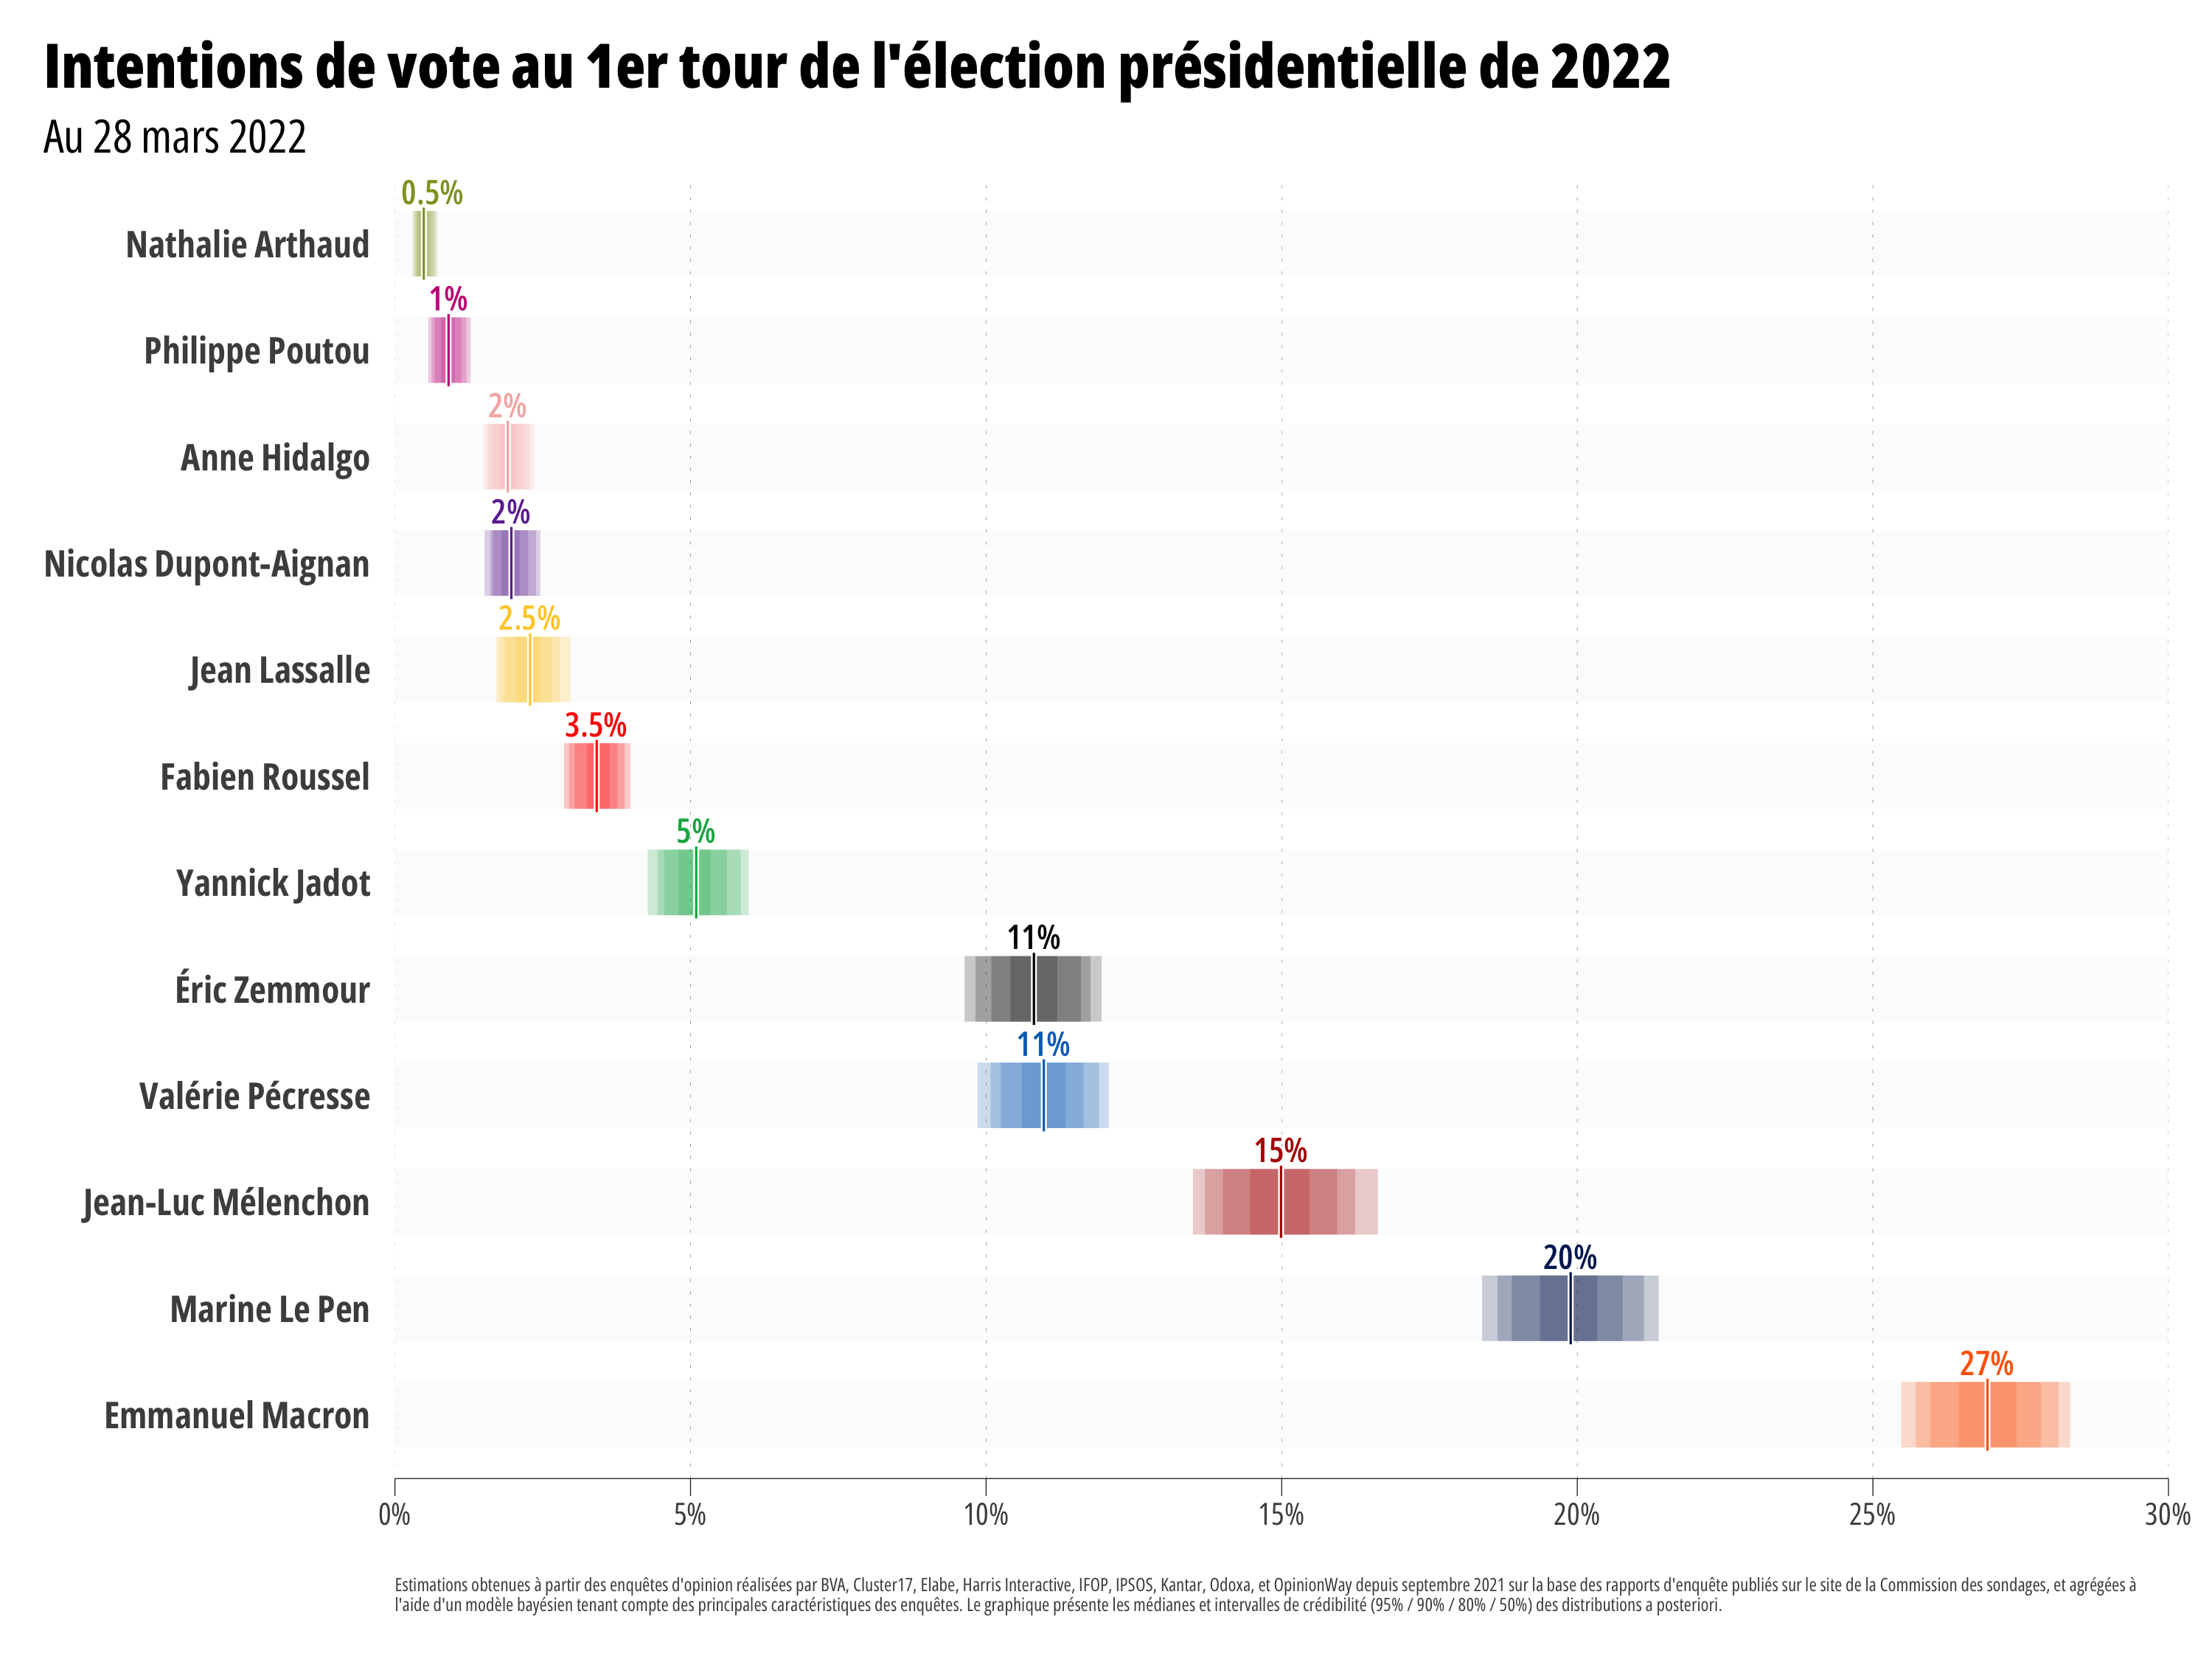 Intentions de vote au 1er tour de l'élection présidentielle de 2022
Au 28 mars 2022
0.5%
Nathalie Arthaud
1%
Philippe Poutou
2%
Anne Hidalgo
2%
Nicolas Dupont-Aignan
2.5%
Jean Lassalle
3.5%
Fabien Roussel
5%
Yannick Jadot
11%
Éric Zemmour
11%
Valérie Pécresse
15%
Jean-Luc Mélenchon
20%
Marine Le Pen
27%
Emmanuel Macron
0% 5% 10% 15% 20% 25% 30%
Estimations obtenues à partir des enquêtes d'opinion réalisées par BVA, Cluster17, Elabe, Harris Interactive, IFOP, IPSOS, Kantar, Odoxa, et OpinionWay depuis septembre 2021 sur la base des rapports d'enquête publiés sur le site de la Commission des sondages, et agrégées à
l'aide d'un modèle bayésien tenant compte des principales caractéristiques des enquêtes. Le graphique présente les médianes et intervalles de crédibilité (95% / 90% / 80% / 50%) des distributions a posteriori.